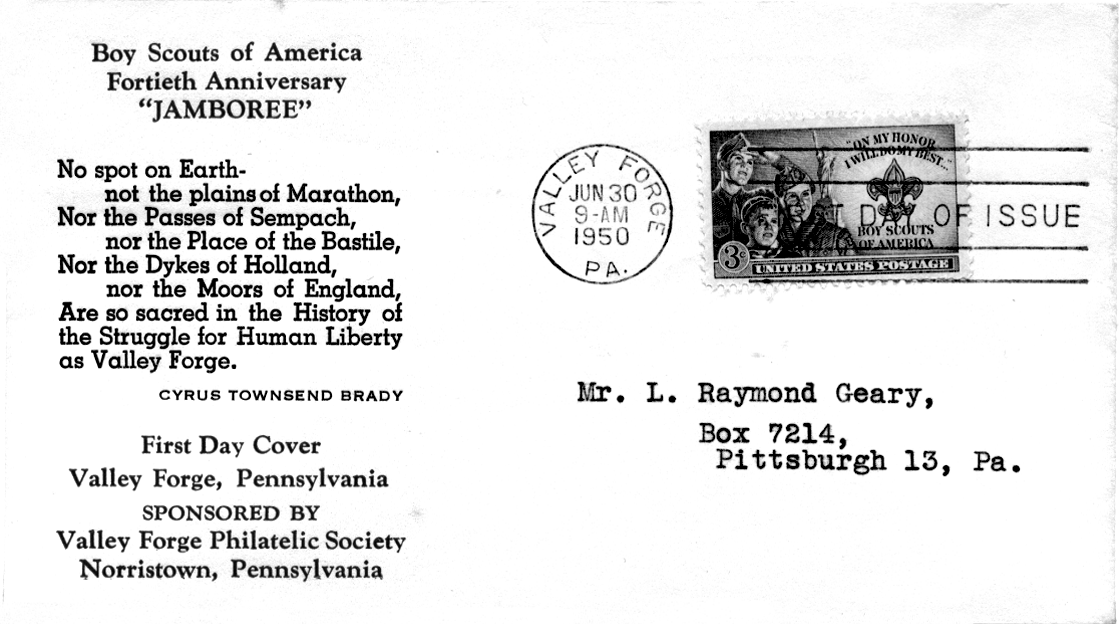 Boy Scouts of America
Fortieth Anniversary
"JAMBOREE"
No spot on Earth-
not the plains of Marathon,
Nor the Passes of Sempach,
nor the Place of the Bastile,
Nor the Dykes of Holland,
nor the Moors of England,
Are so sacred in the History of
the Struggle for Human Liberty
as Valley Forge.
CYRUS TOWNSEND BRADY
First Day Cover
Valley Forge, Pennsylvania
SPONSORED BY
Valley Forge Philatelic Society
Norristown, Pennsylvania
VALLEY FORGE
JUN 30
9-AM
1950
PA.
"ON MY HONOR
I WILL DO MY BEST..."
DAY OF ISSUE
BOY SCOUTS
OF AMERICA
3¢
UNITED STATES POSTAGE
Mr. L. Raymond Geary,
Box 7214,
Pittsburgh 13, Pa.